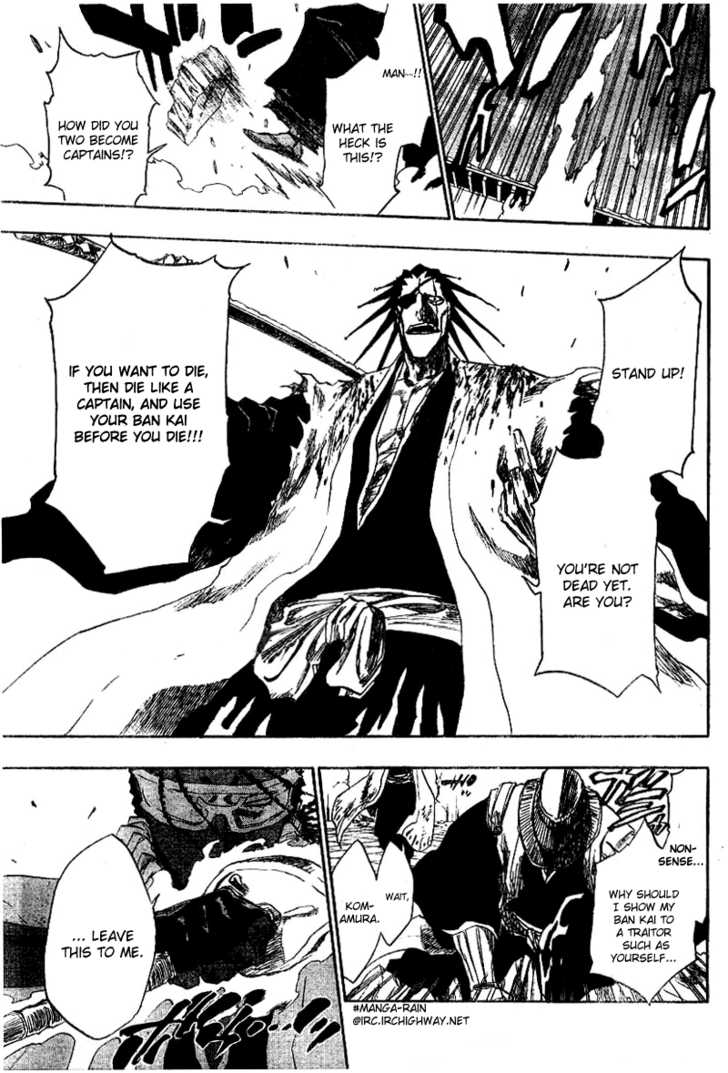 MAN...!!
WHAT THE
HECK IS
THIS!?
HOW DID YOU
TWO BECOME
CAPTAINS!?
STAND UP!
YOU'RE NOT
DEAD YET.
ARE YOU?
IF YOU WANT TO DIE,
THEN DIE LIKE A
CAPTAIN, AND USE
YOUR BAN KAI
BEFORE YOU DIE!!!
NON-
SENSE...
WHY SHOULD
I SHOW MY
BAN KAI TO
A TRAITOR
SUCH AS
YOURSELF...
WAIT,
KOM-
AMURA.
... LEAVE
THIS TO ME.
#MANGA-RAIN
@IRC.IRCHIGHWAY.NET